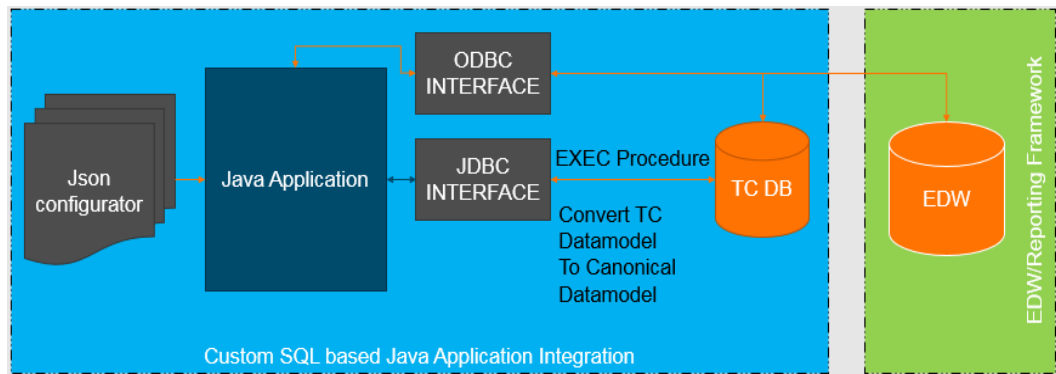 ODBC
INTERFACE
Json
configurator
Java Application
JDBC
INTERFACE
EXEC Procedure
Convert TC
Datamodel
To Canonical
Datamodel
TC DB
EDW
EDW/Reporting Framework
Custom SQL based Java Application Integration